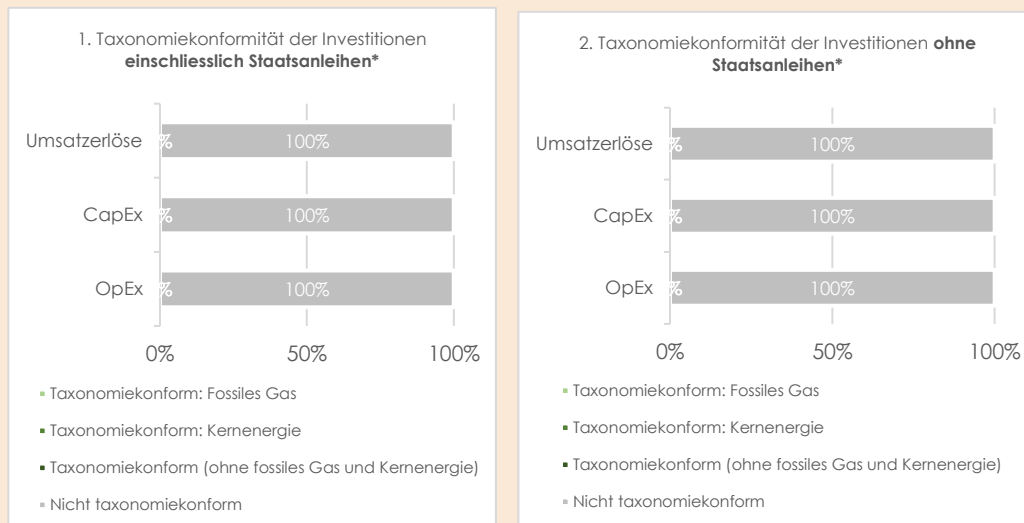 1. Taxonomiekonformität der Investitionen
einschliesslich Staatsanleihen*
Umsatzerlöse % 100%
CapEx % 100%
OpEx % 100%
0% 50% 100%
Taxonomiekonform: Fossiles Gas
Taxonomiekonform: Kernenergie
Taxonomiekonform (ohne fossiles Gas und Kernenergie)
Nicht taxonomiekonform
2. Taxonomiekonformität der Investitionen ohne
Staatsanleihen*
Umsatzerlöse % 100%
CapEx % 100%
OpEx % 100%
0% 50% 100%
Taxonomiekonform: Fossiles Gas
Taxonomiekonform: Kernenergie
Taxonomiekonform (ohne fossiles Gas und Kernenergie)
Nicht taxonomiekonform